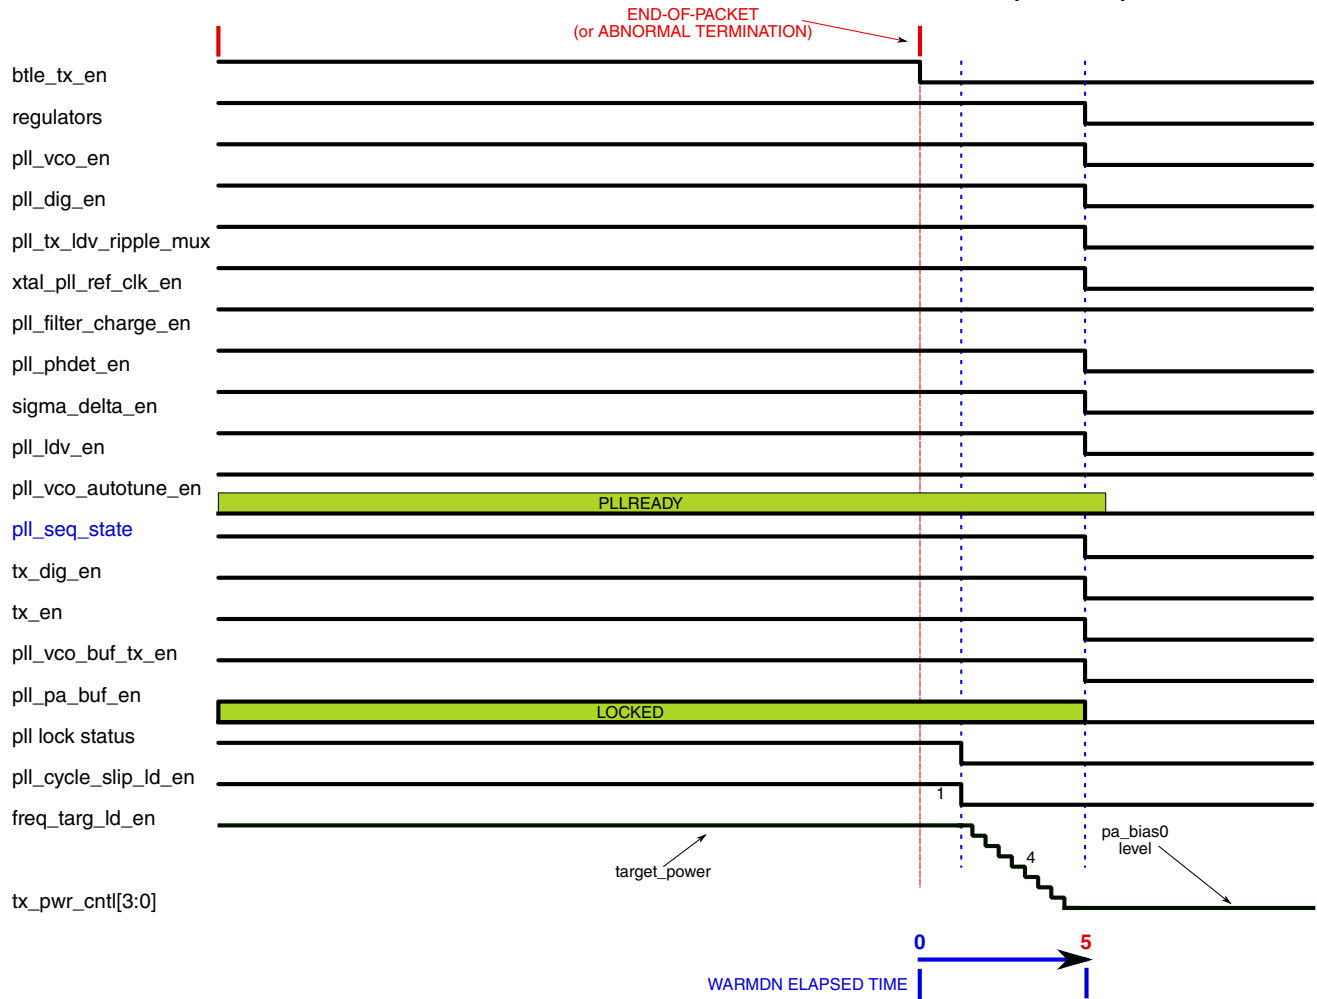 END-OF-PACKET
(or ABNORMAL TERMINATION)
btle_tx_en
regulators
pll_vco_en
pll_dig_en
pll_tx_ldv_ripple_mux
xtal_pll_ref_clk_en
pll_filter_charge_en
pll_phdet_en
sigma_delta_en
pll_ldv_en
pll_vco_autotune_en
PLLREADY
pll_seq_state
tx_dig_en
tx_en
pll_vco_buf_tx_en
pll_pa_buf_en
LOCKED
pll lock status
pll_cycle_slip_ld_en
1
freq_targ_ld_en
pa_bias0
level
4
target_power
tx_pwr_cntl[3:0]
0 5
WARMDN ELAPSED TIME